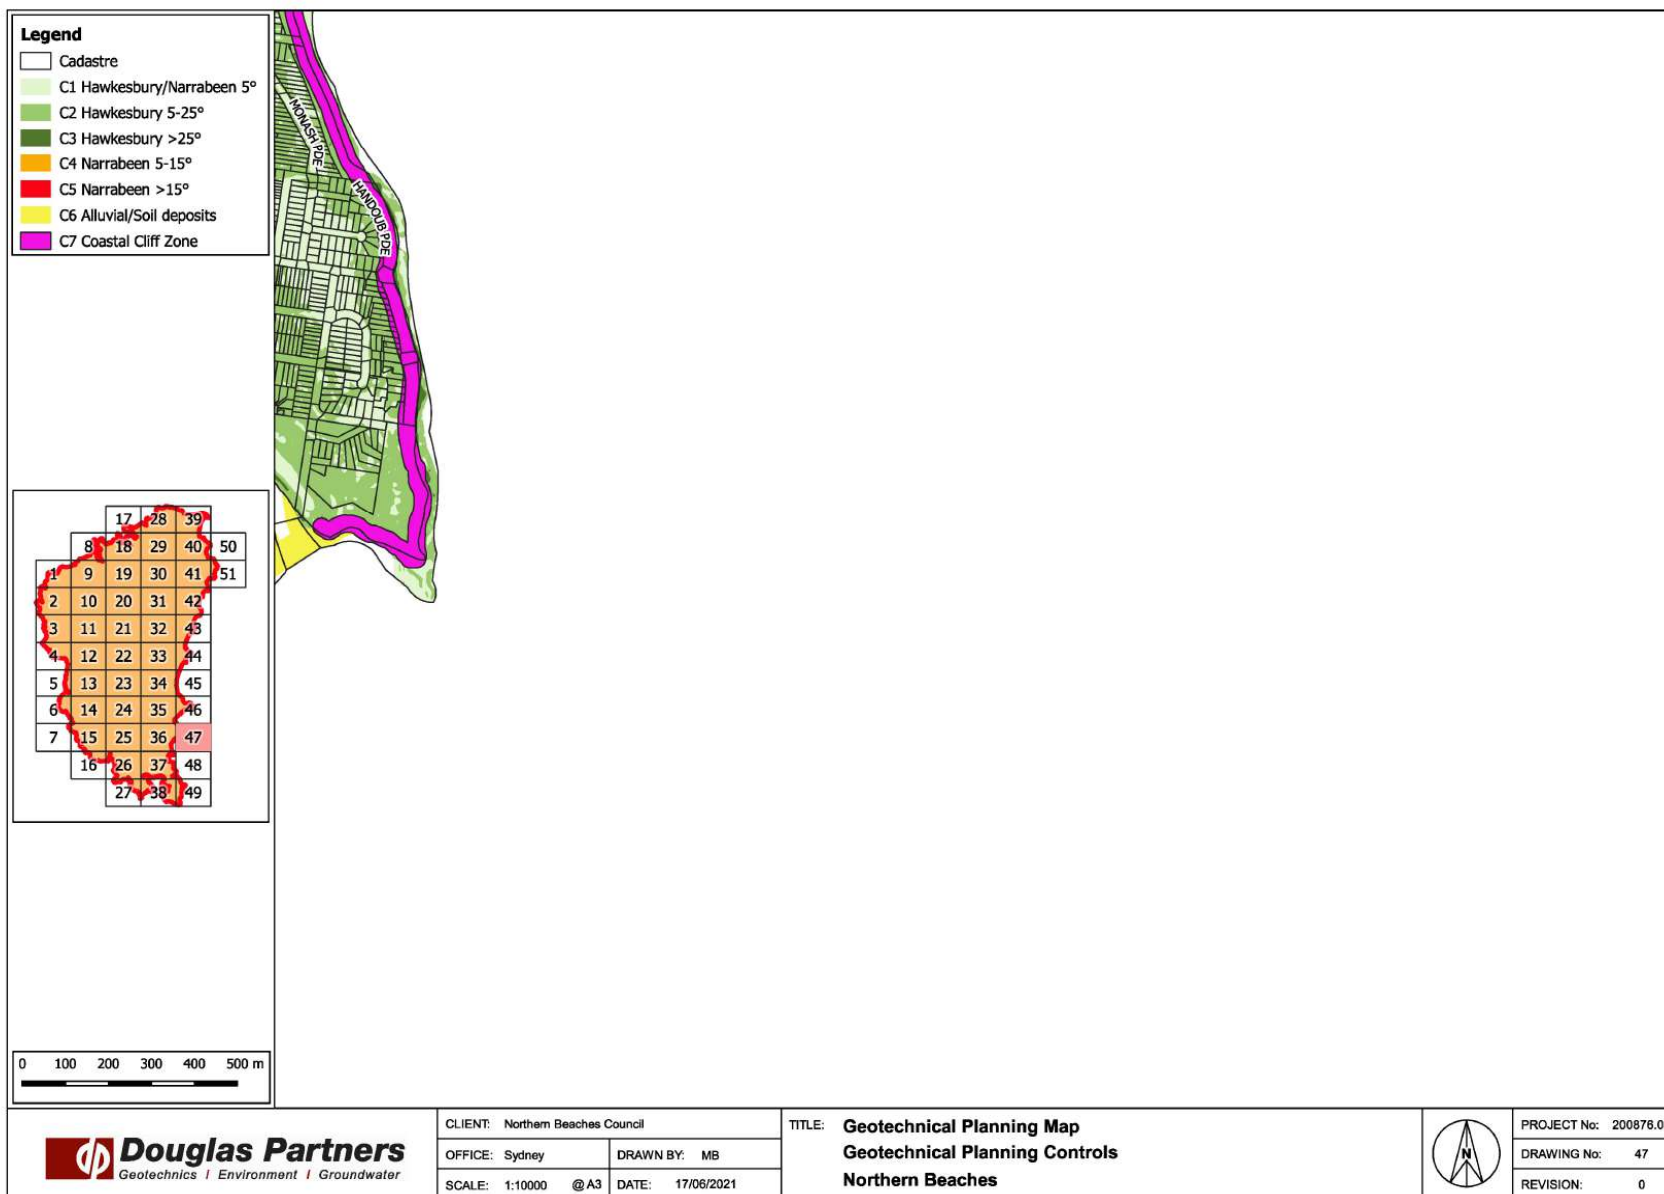 Legend
Cadastre
C1 Hawkesbury/Narrabeen 5°
C2 Hawkesbury 5-25°
C3 Hawkesbury >25°
C4 Narrabeen 5-15°
C5 Narrabeen >15°
C6 Alluvial/Soil deposits
C7 Coastal Cliff Zone
MONASH PDE
HANDOUB PDE
17 28 39
8 18 29 40 50
1 9 19 30 41 51
2 10 20 31 42
3 11 21 32 43
4 12 22 33 44
5 13 23 34 45
6 14 24 35 46
7 15 25 36 47
16 26 37 48
27 38 49
0 100 200 300 400 500 m
Douglas Partners
Geotechnics | Environment | Groundwater
CLIENT: Northern Beaches Council
OFFICE: Sydney
DRAWN BY: MB
SCALE: 1:10000 @ A3
DATE: 17/06/2021
TITLE: Geotechnical Planning Map
Geotechnical Planning Controls
Northern Beaches
N
PROJECT No: 200876.0
DRAWING No: 47
REVISION: 0